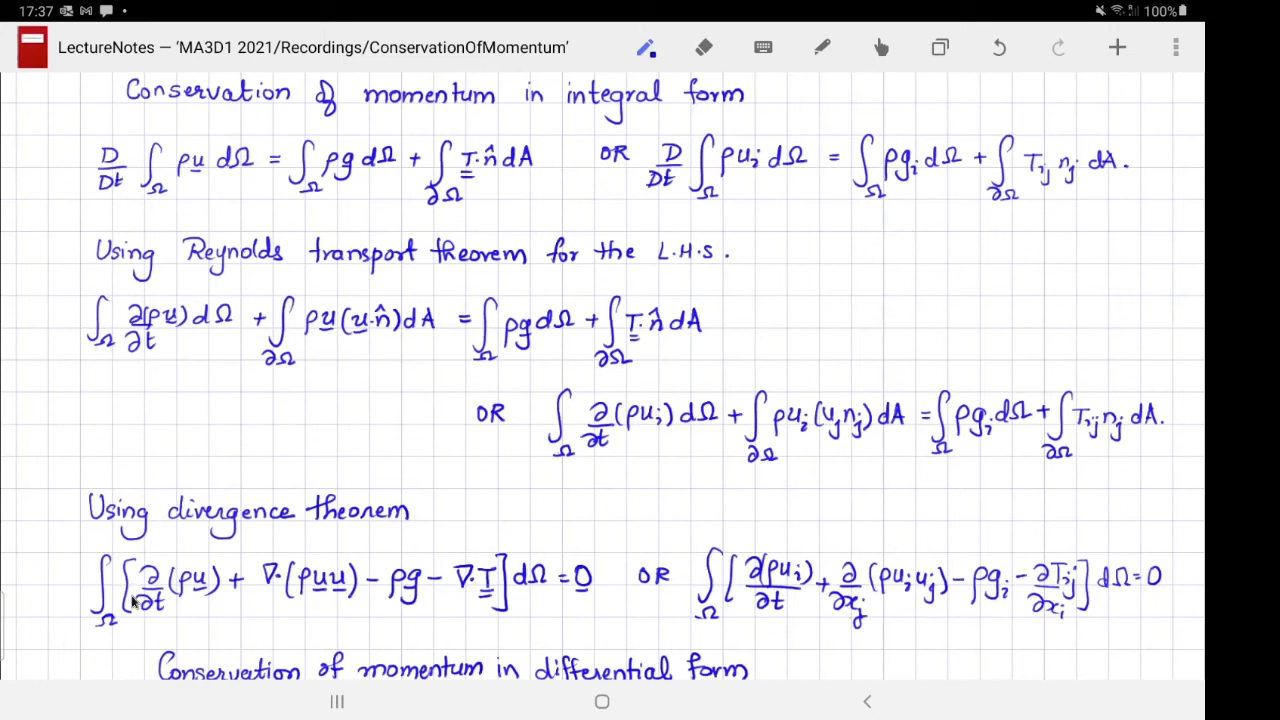 17:37
100%
LectureNotes — 'MA3D1 2021/Recordings/ConservationOfMomentum'
Conservation of momentum in integral form
D/Dt ∫_Ω ρu dΩ = ∫_Ω ρg dΩ + ∫_∂Ω T·n̂ dA OR D/Dt ∫_Ω ρu_i dΩ = ∫_Ω ρg_i dΩ + ∫_∂Ω T_ij n_j dA.
Using Reynolds transport theorem for the L.H.S.
∫_Ω ∂(ρu)/∂t dΩ + ∫_∂Ω ρu(u·n̂)dA = ∫_Ω ρg dΩ + ∫_∂Ω T·n̂ dA
OR ∫_Ω ∂/∂t (ρu_i) dΩ + ∫_∂Ω ρu_i (u_j n_j) dA = ∫_Ω ρg_i dΩ + ∫_∂Ω T_ij n_j dA.
Using divergence theorem
∫_Ω [∂/∂t (ρu) + ∇·(ρuu) − ρg − ∇·T] dΩ = 0 OR ∫_Ω [∂(ρu_i)/∂t + ∂/∂x_j (ρu_i u_j) − ρg_i − ∂T_ij/∂x_i] dΩ = 0
Conservation of momentum in differential form